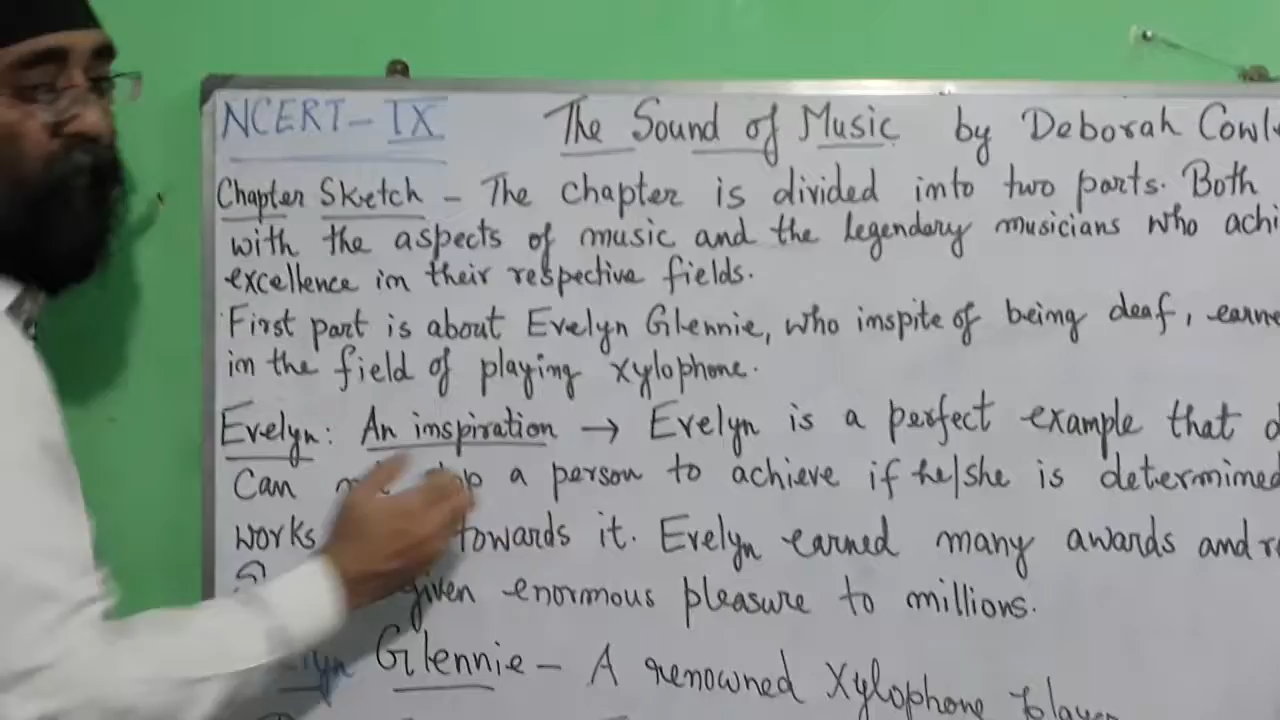 NCERT-IX The Sound of Music by Deborah
Chapter Sketch - The chapter is divided into two parts. Both
with the aspects of music and the legendary musicians who achi
excellence in their respective fields.
First part is about Evelyn Glennie, who inspite of being deaf, earne
in the field of playing xylophone.
Evelyn: An inspiration → Evelyn is a perfect example that
Can a person to achieve if he/she is determined
works towards it. Evelyn earned many awards and
given enormous pleasure to millions.
Glennie - A renowned Xylophone player